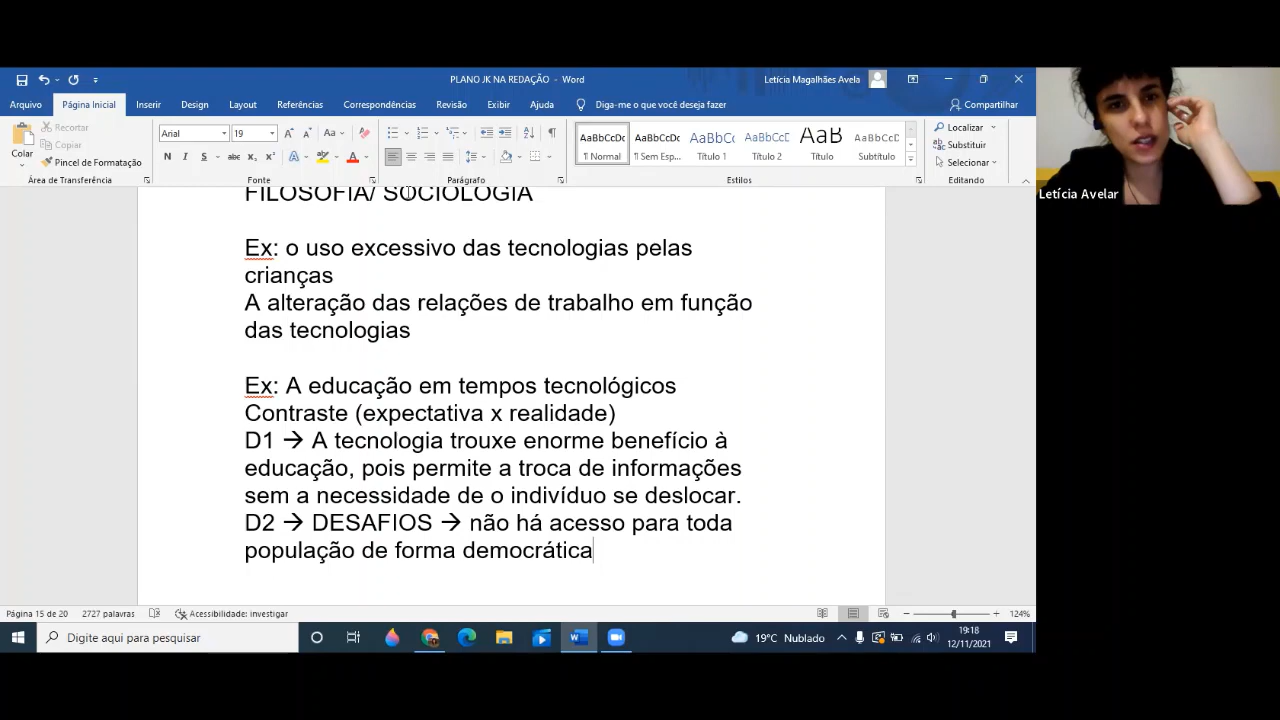 PLANO JK NA REDAÇÃO - Word
Letícia Magalhães Avela
Arquivo Página Inicial Inserir Design Layout Referências Correspondências Revisão Exibir Ajuda Diga-me o que você deseja fazer Compartilhar
Colar
Recortar
Copiar
Pincel de Formatação
Área de Transferência
Arial 19
Fonte
Parágrafo
AaBbCcDc AaBbCcDc AaBbCc AaBbCcC AaB AaBbCcC
¶ Normal ¶ Sem Esp... Título 1 Título 2 Título Subtítulo
Estilos
Localizar
Substituir
Selecionar
Editando
Letícia Avelar
FILOSOFIA/ SOCIOLOGIA
Ex: o uso excessivo das tecnologias pelas
crianças
A alteração das relações de trabalho em função
das tecnologias
Ex: A educação em tempos tecnológicos
Contraste (expectativa x realidade)
D1 → A tecnologia trouxe enorme benefício à
educação, pois permite a troca de informações
sem a necessidade de o indivíduo se deslocar.
D2 → DESAFIOS → não há acesso para toda
população de forma democrática
Página 15 de 20 2727 palavras Acessibilidade: investigar 124%
Digite aqui para pesquisar
19°C Nublado
19:18
12/11/2021